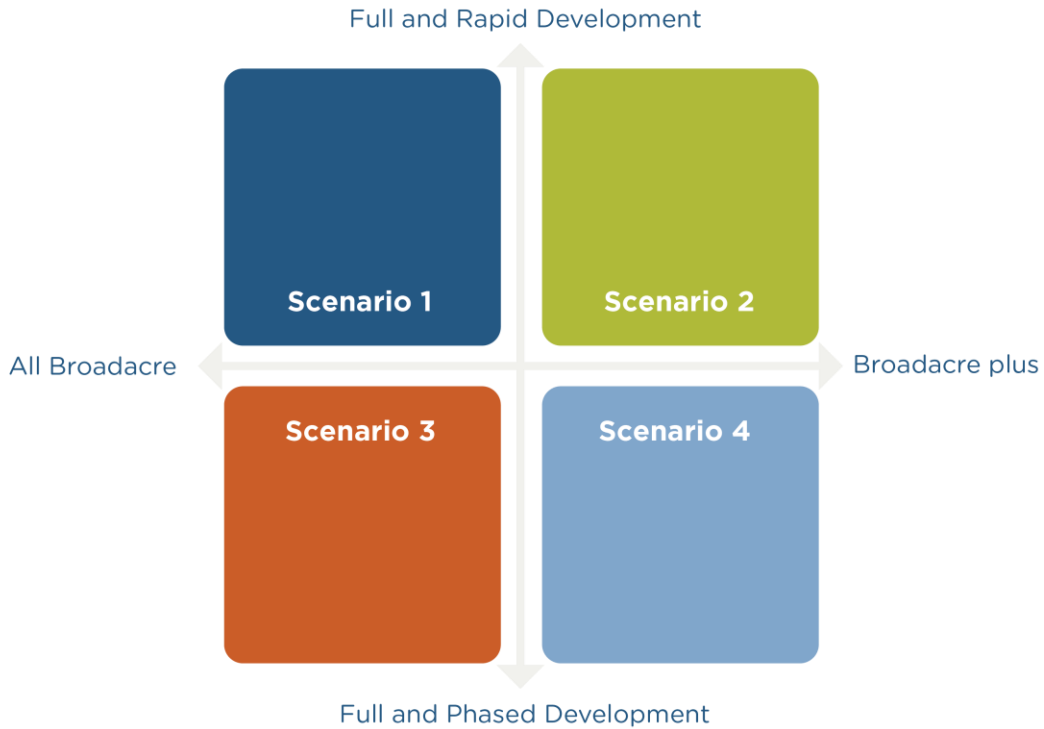 Full and Rapid Development
Scenario 1
Scenario 2
All Broadacre
Broadacre plus
Scenario 3
Scenario 4
Full and Phased Development